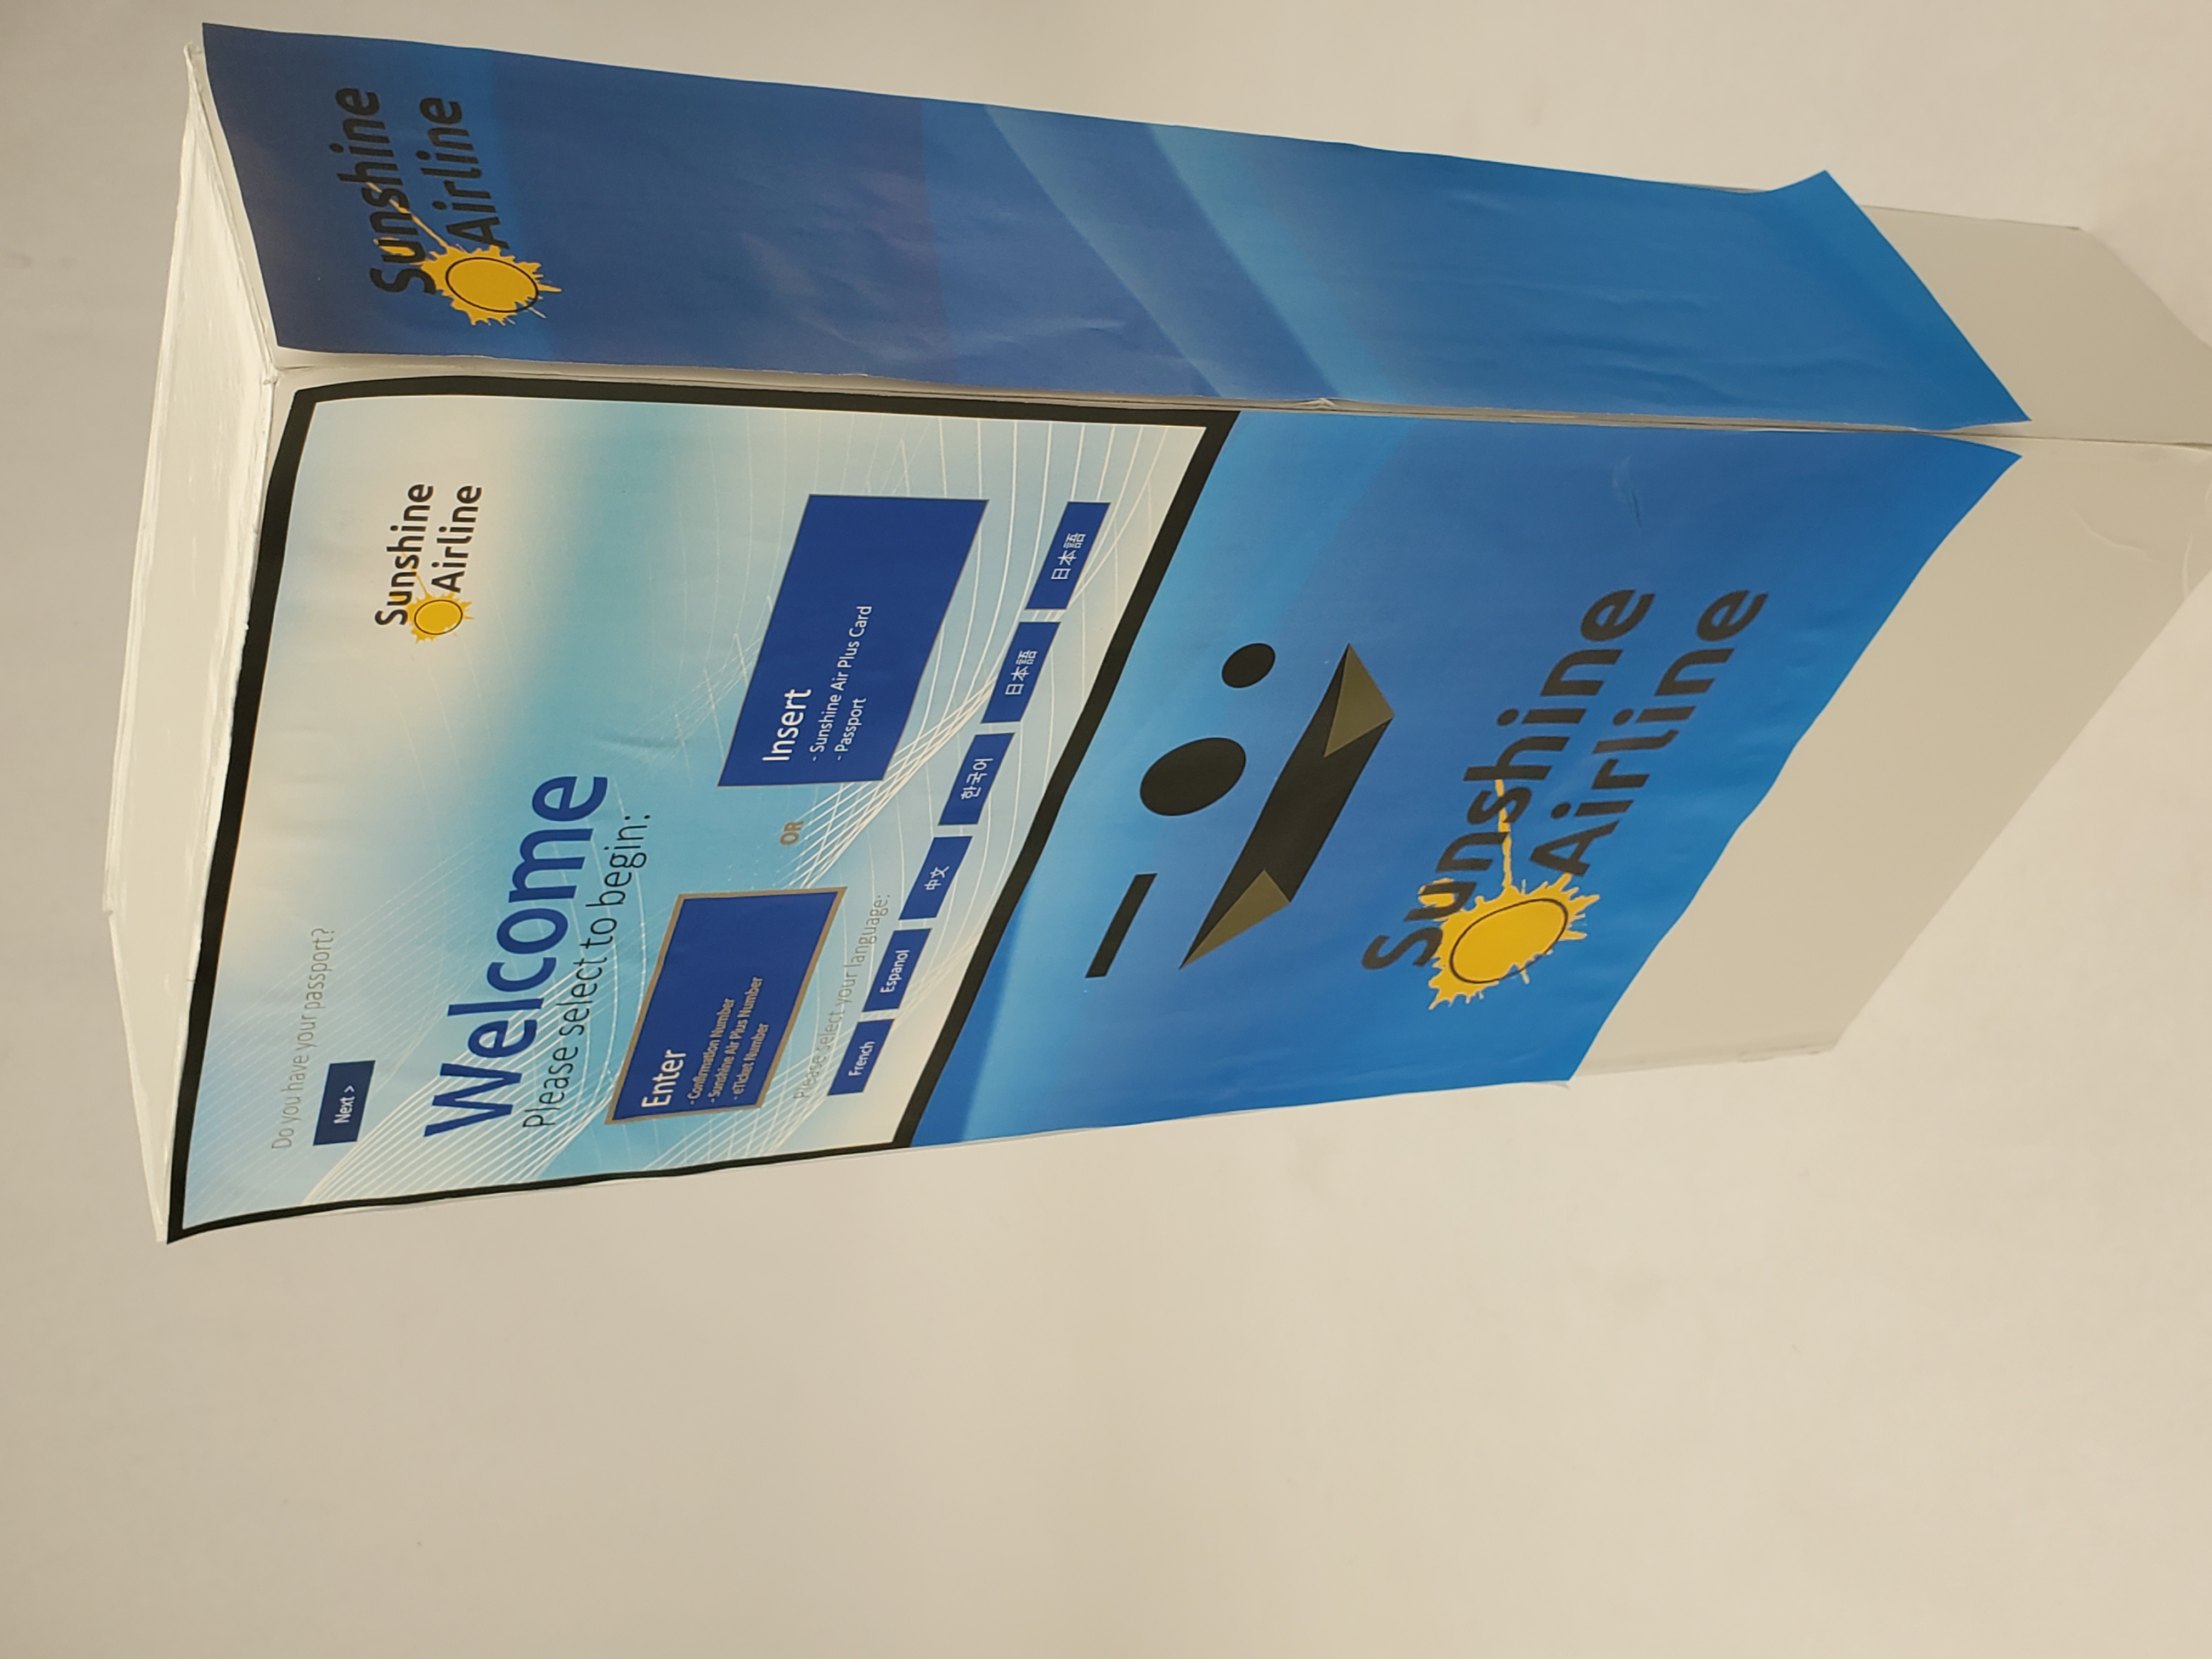 Do you have your passport?
Next >
Sunshine
Airline
Welcome
Please select to begin:
Enter
- Confirmation Number
- Sunshine Air Plus Number
- eTicket Number
OR
Insert
- Sunshine Air Plus Card
- Passport
Please select your language:
French
Espanol
中文
한국어
日本語
日本語
Sunshine
Airline
Sunshine
Airline